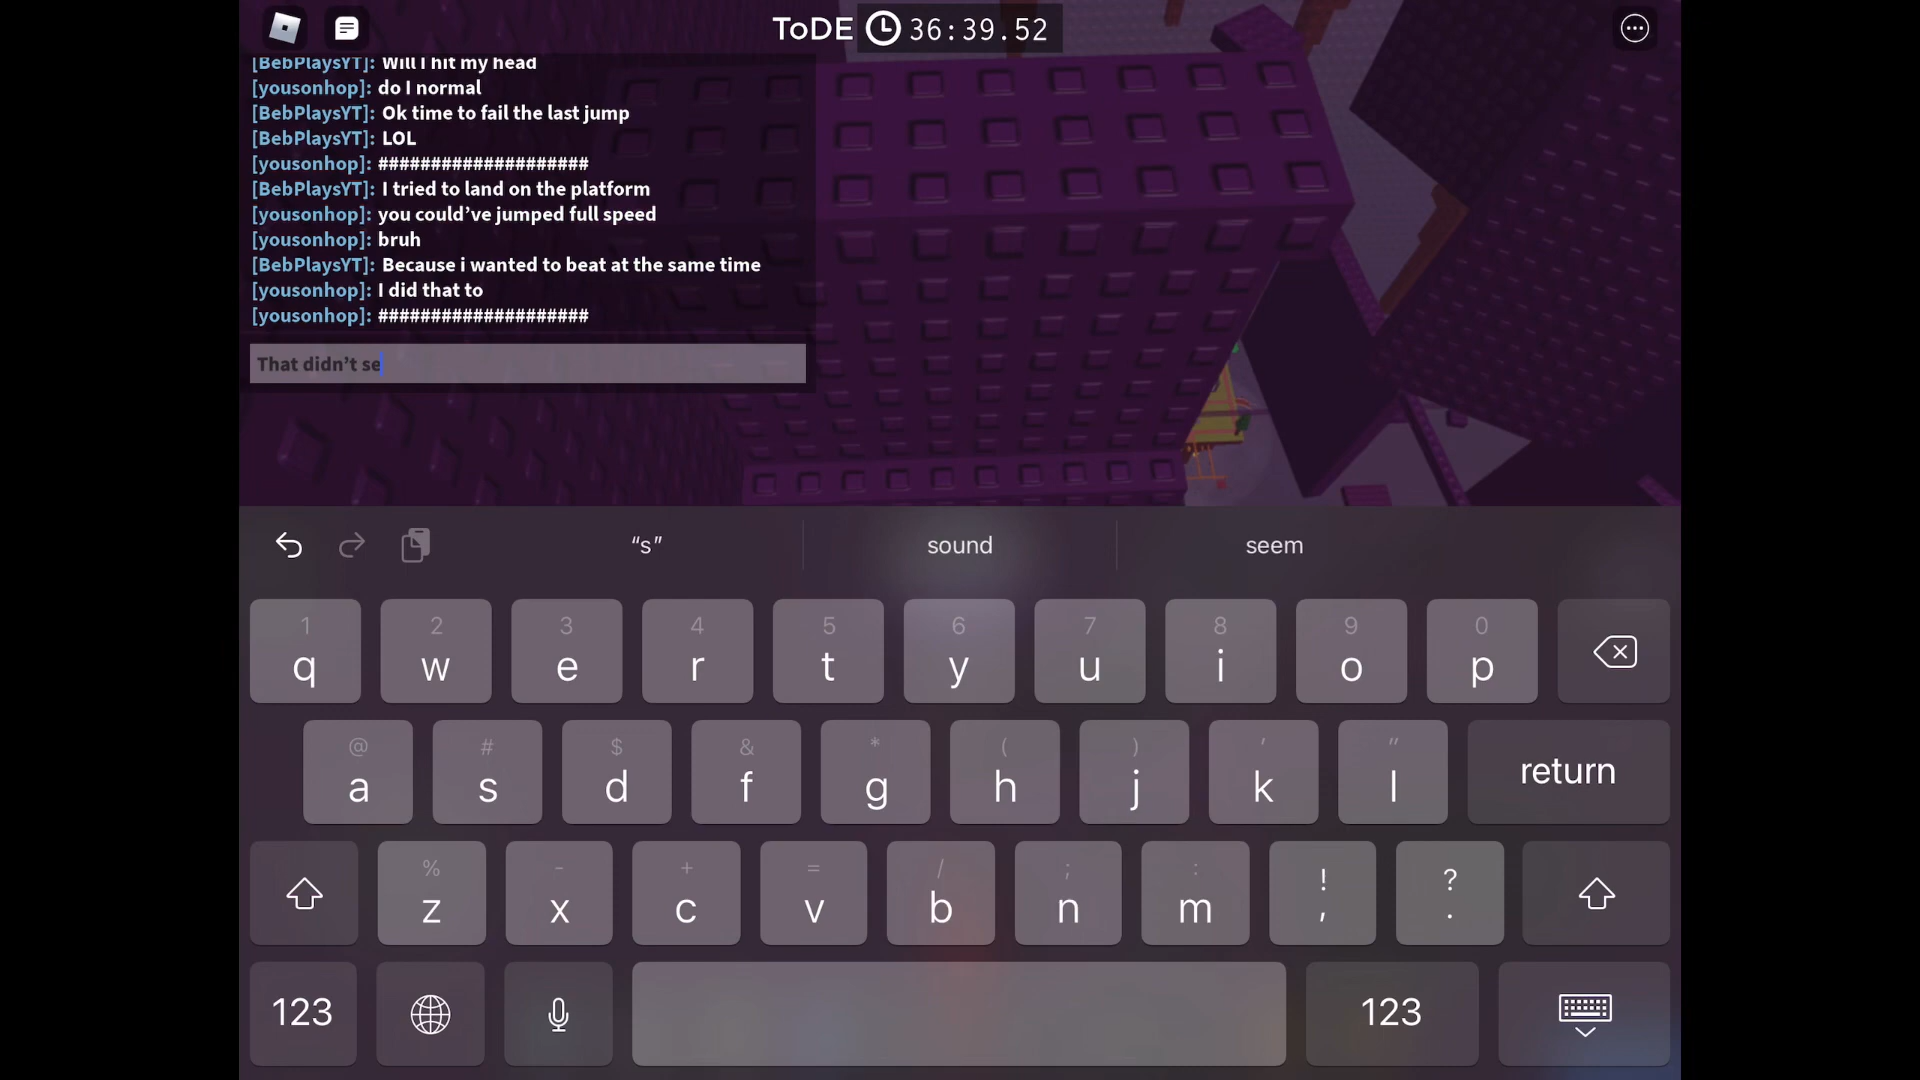 ToDE 36:39.52
[BebPlaysYT]: Will I hit my head
[yousonhop]: do I normal
[BebPlaysYT]: Ok time to fail the last jump
[BebPlaysYT]: LOL
[yousonhop]: ####################
[BebPlaysYT]: I tried to land on the platform
[yousonhop]: you could’ve jumped full speed
[yousonhop]: bruh
[BebPlaysYT]: Because i wanted to beat at the same time
[yousonhop]: I did that to
[yousonhop]: ####################
That didn’t se
“s” sound seem
1 2 3 4 5 6 7 8 9 0
q w e r t y u i o p
@ # $ & * ( ) ' "
a s d f g h j k l return
% - + = / ; : ! ?
z x c v b n m , .
123 123